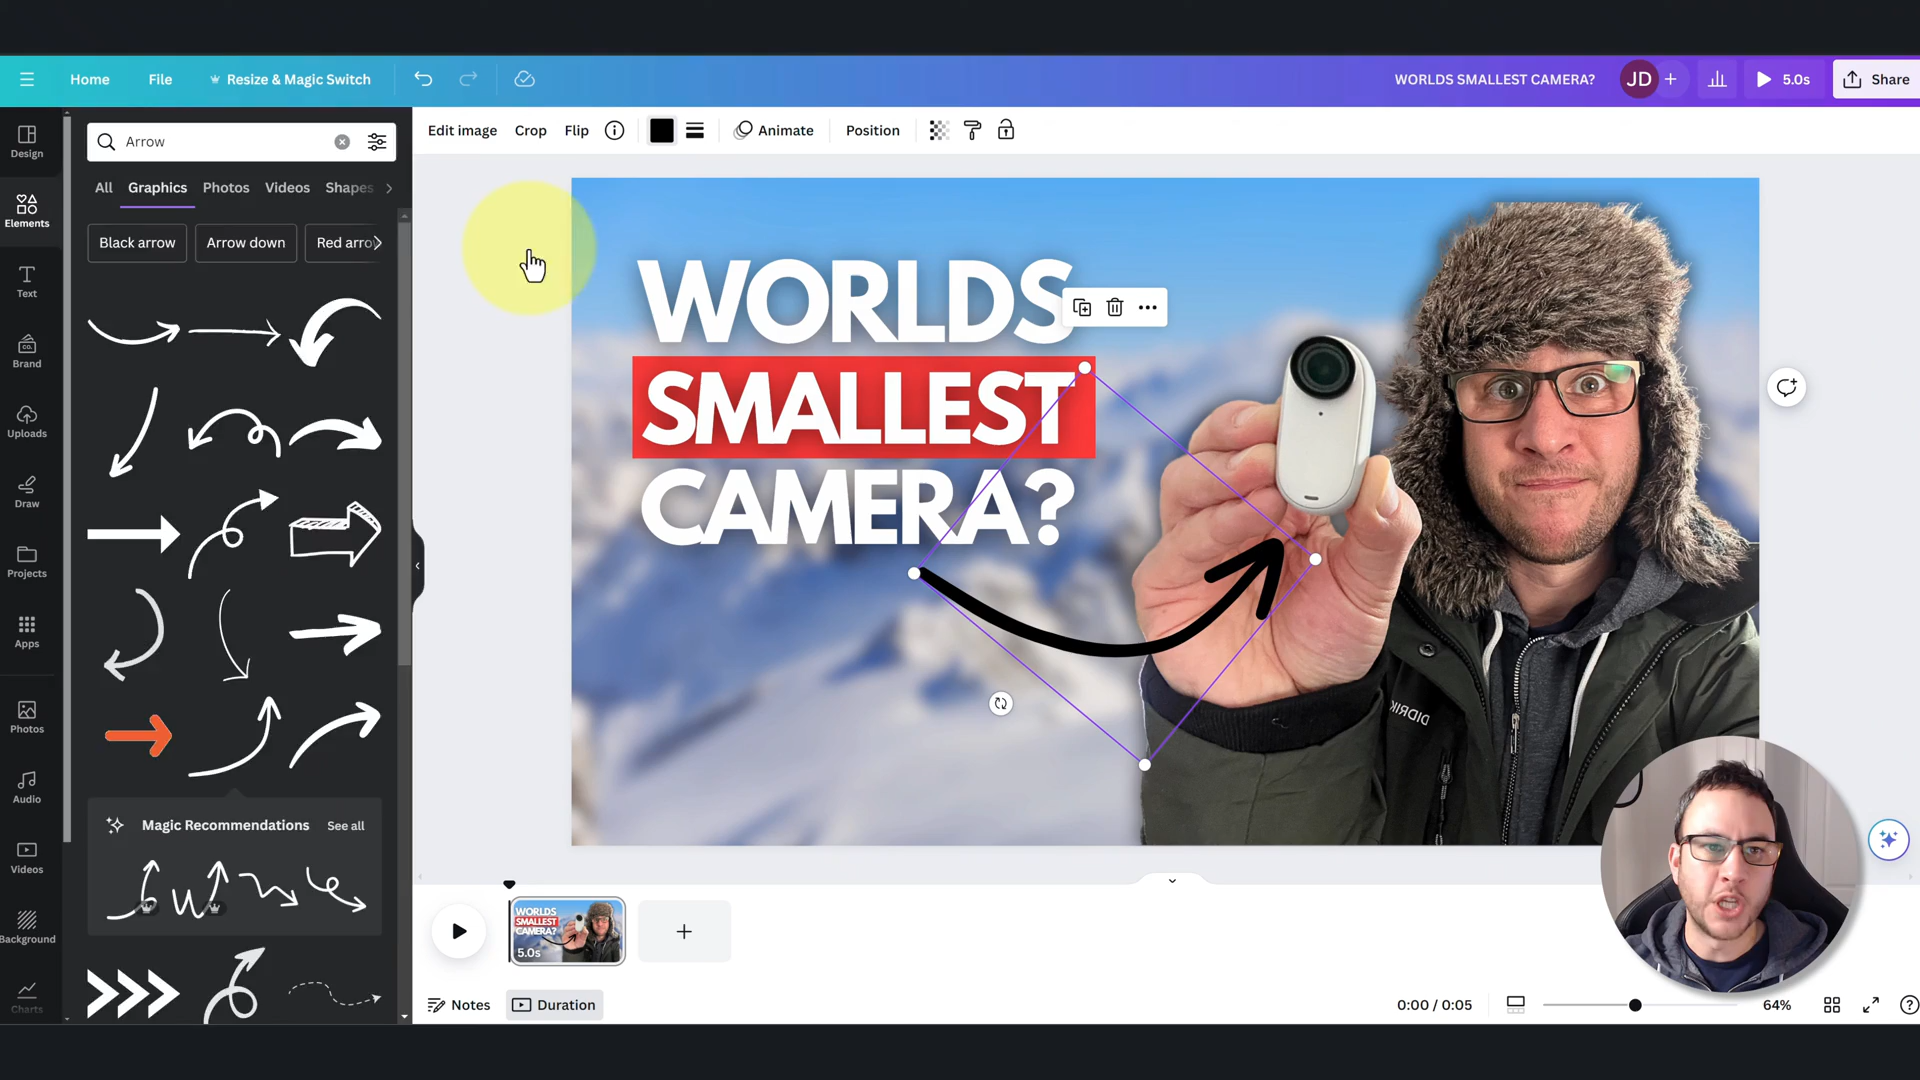 Home File Resize & Magic Switch WORLDS SMALLEST CAMERA? JD + 5.0s Share
Design
Elements
Text
Brand
CO.
Uploads
Draw
Projects
Apps
Photos
Audio
Videos
Background
Charts
Arrow
All Graphics Photos Videos Shapes
Black arrow Arrow down Red arro
Magic Recommendations See all
Edit image Crop Flip Animate Position
WORLDS
SMALLEST
CAMERA?
DIDRIK
WORLDS
SMALLEST
CAMERA?
5.0s
Notes Duration 0:00 / 0:05 64%